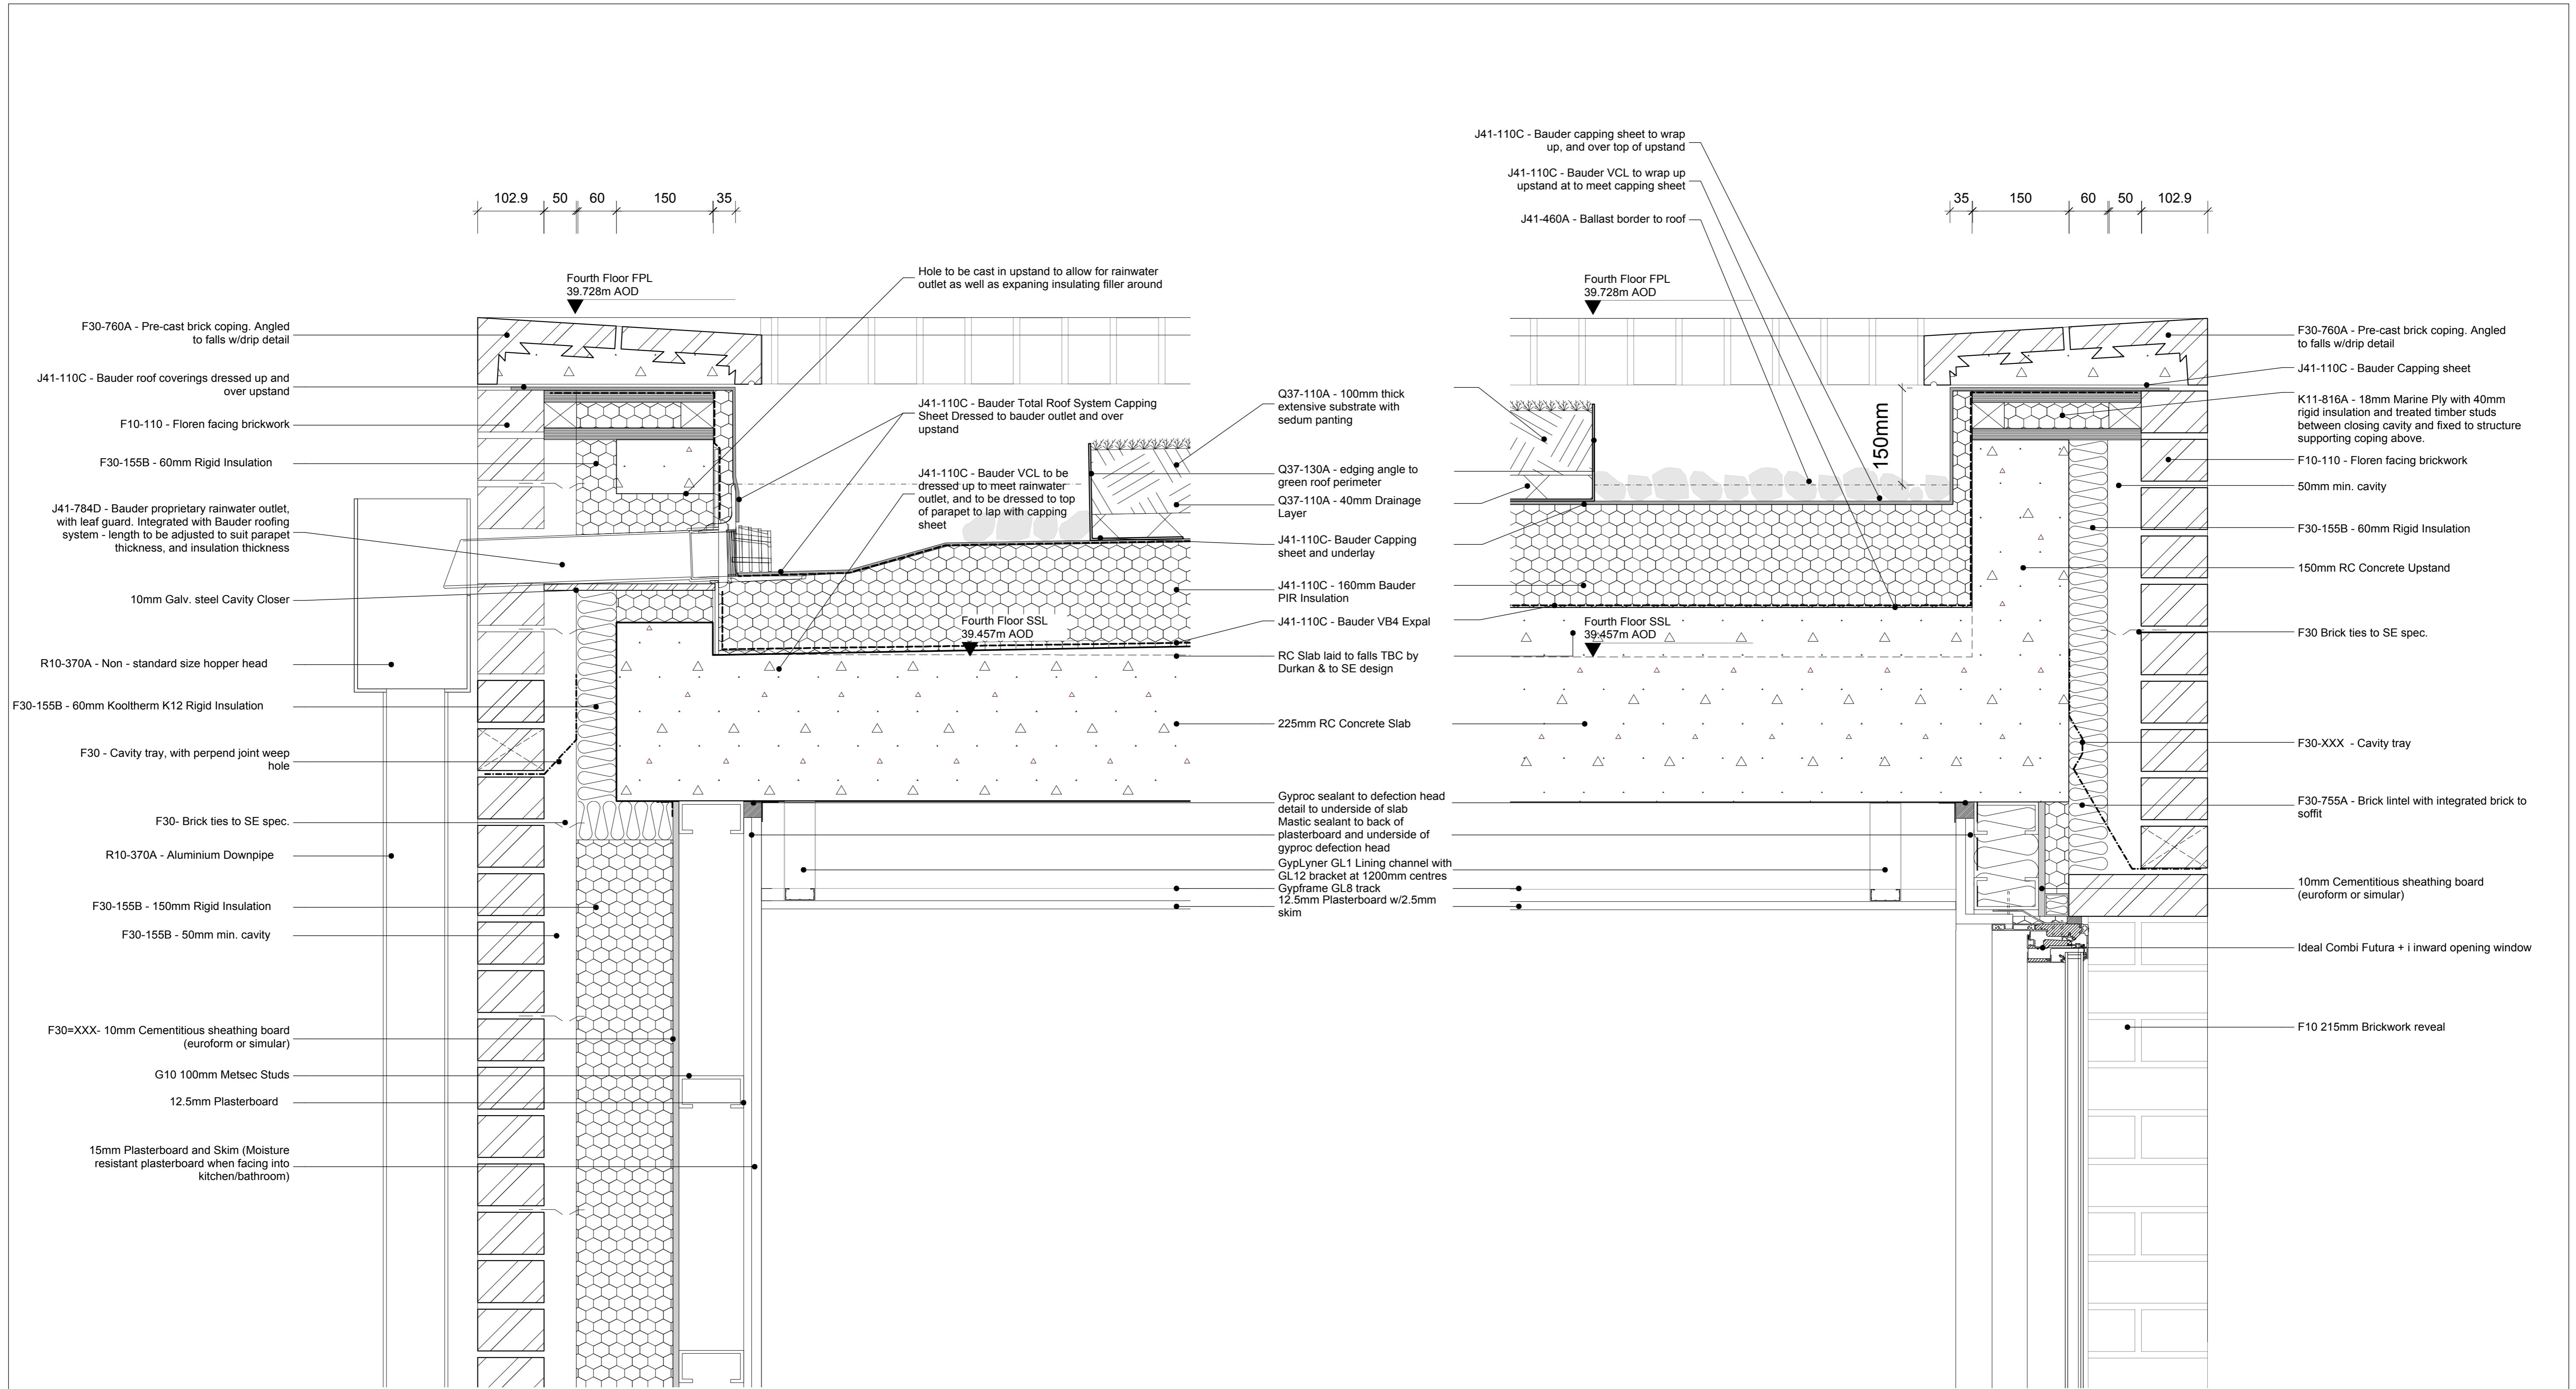 102.9 50 60 150 35
Fourth Floor FPL
39.728m AOD
Hole to be cast in upstand to allow for rainwater
outlet as well as expaning insulating filler around
F30-760A - Pre-cast brick coping. Angled
to falls w/drip detail
J41-110C - Bauder roof coverings dressed up and
over upstand
F10-110 - Floren facing brickwork
F30-155B - 60mm Rigid Insulation
J41-784D - Bauder proprietary rainwater outlet,
with leaf guard. Integrated with Bauder roofing
system - length to be adjusted to suit parapet
thickness, and insulation thickness
10mm Galv. steel Cavity Closer
R10-370A - Non - standard size hopper head
F30-155B - 60mm Kooltherm K12 Rigid Insulation
F30 - Cavity tray, with perpend joint weep
hole
F30- Brick ties to SE spec.
R10-370A - Aluminium Downpipe
F30-155B - 150mm Rigid Insulation
F30-155B - 50mm min. cavity
F30=XXX- 10mm Cementitious sheathing board
(euroform or simular)
G10 100mm Metsec Studs
12.5mm Plasterboard
15mm Plasterboard and Skim (Moisture
resistant plasterboard when facing into
kitchen/bathroom)
J41-110C - Bauder Total Roof System Capping
Sheet Dressed to bauder outlet and over
upstand
J41-110C - Bauder VCL to be
dressed up to meet rainwater
outlet, and to be dressed to top
of parapet to lap with capping
sheet
Fourth Floor SSL
39.457m AOD
Q37-110A - 100mm thick
extensive substrate with
sedum panting
Q37-130A - edging angle to
green roof perimeter
Q37-110A - 40mm Drainage
Layer
J41-110C- Bauder Capping
sheet and underlay
J41-110C - 160mm Bauder
PIR Insulation
J41-110C - Bauder VB4 Expal
RC Slab laid to falls TBC by
Durkan & to SE design
225mm RC Concrete Slab
Gyproc sealant to defection head
detail to underside of slab
Mastic sealant to back of
plasterboard and underside of
gyproc defection head
GypLyner GL1 Lining channel with
GL12 bracket at 1200mm centres
Gypframe GL8 track
12.5mm Plasterboard w/2.5mm
skim
J41-110C - Bauder capping sheet to wrap
up, and over top of upstand
J41-110C - Bauder VCL to wrap up
upstand at to meet capping sheet
J41-460A - Ballast border to roof
35 150 60 50 102.9
Fourth Floor FPL
39.728m AOD
150mm
Fourth Floor SSL
39.457m AOD
F30-760A - Pre-cast brick coping. Angled
to falls w/drip detail
J41-110C - Bauder Capping sheet
K11-816A - 18mm Marine Ply with 40mm
rigid insulation and treated timber studs
between closing cavity and fixed to structure
supporting coping above.
F10-110 - Floren facing brickwork
50mm min. cavity
F30-155B - 60mm Rigid Insulation
150mm RC Concrete Upstand
F30 Brick ties to SE spec.
F30-XXX - Cavity tray
F30-755A - Brick lintel with integrated brick to
soffit
10mm Cementitious sheathing board
(euroform or simular)
Ideal Combi Futura + i inward opening window
F10 215mm Brickwork reveal